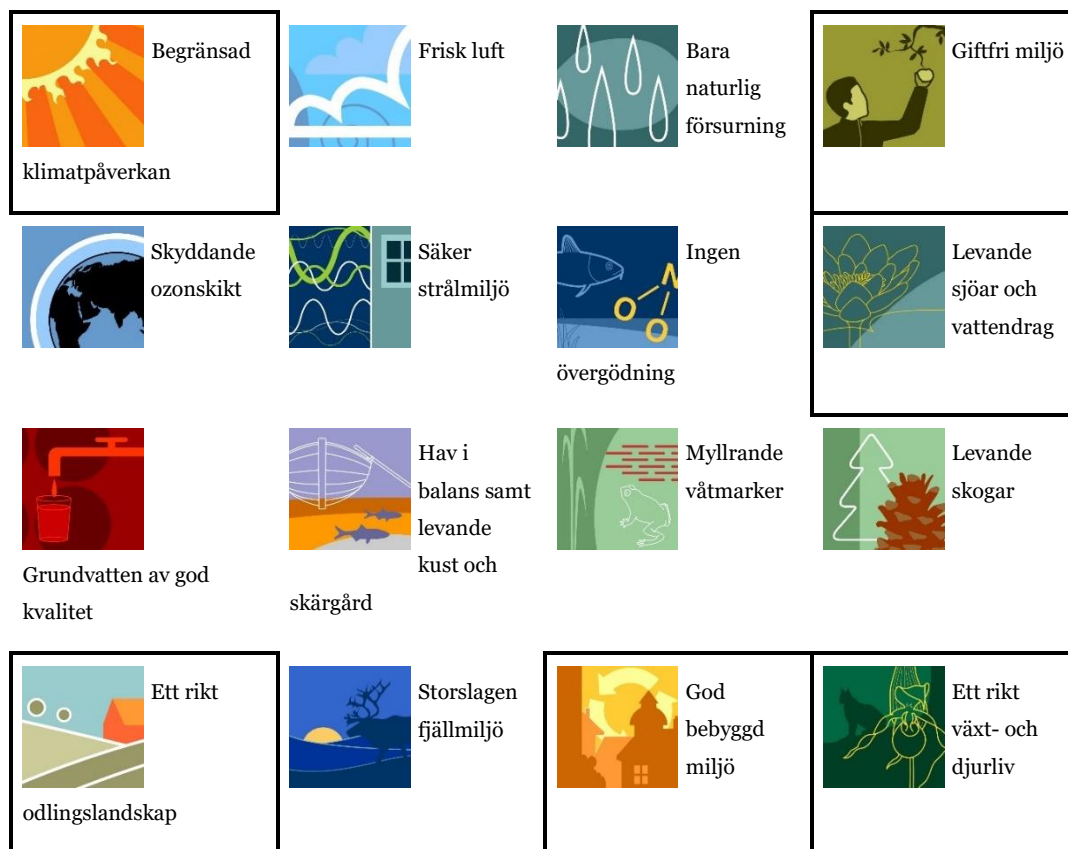 Begränsad
klimatpåverkan
Frisk luft
Bara
naturlig
försurning
Giftfri miljö
Skyddande
ozonskikt
Säker
strålmiljö
Ingen
övergödning
N
O
O
Levande
sjöar och
vattendrag
Grundvatten av god
kvalitet
Hav i
balans samt
levande
kust och
skärgård
Myllrande
våtmarker
Levande
skogar
Ett rikt
odlingslandskap
Storslagen
fjällmiljö
God
bebyggd
miljö
Ett rikt
växt- och
djurliv